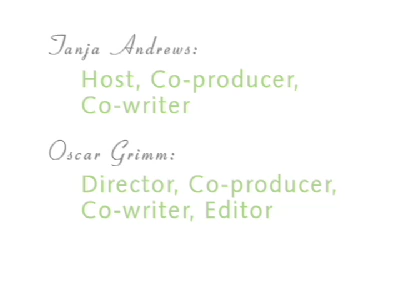 Tanja Andrews:
Host, Co-producer,
Co-writer
Oscar Grimm:
Director, Co-producer,
Co-writer, Editor